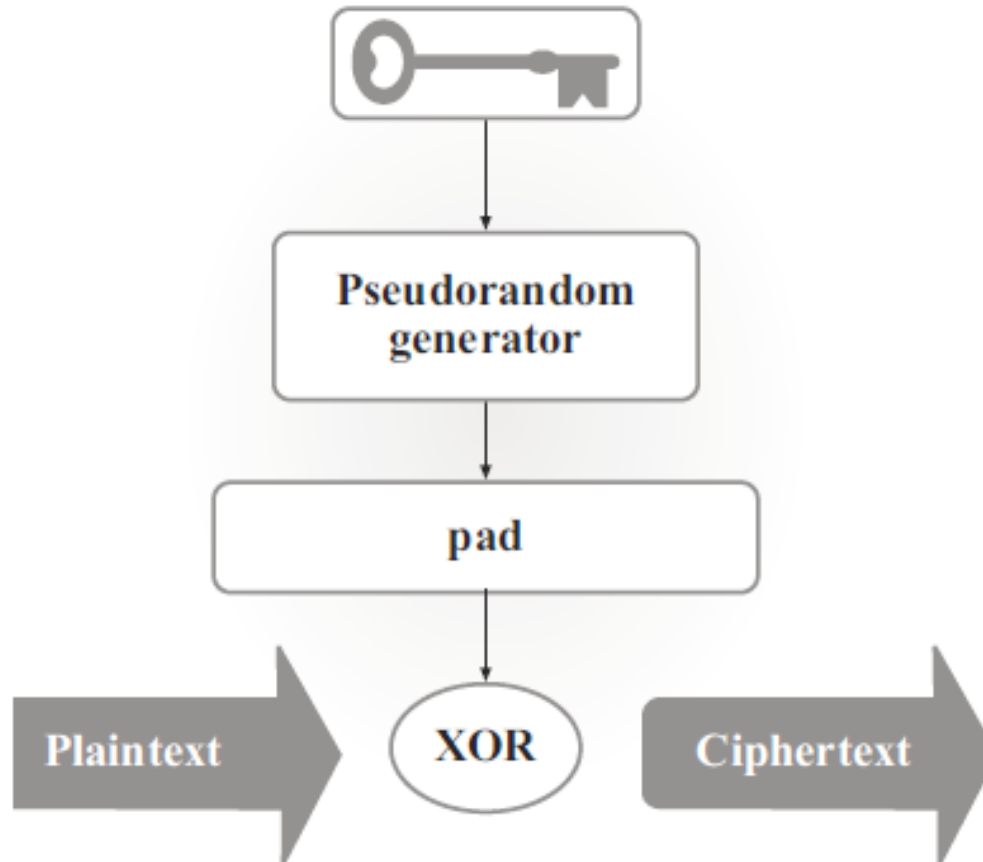 Pseudorandom
generator
pad
Plaintext
XOR
Ciphertext